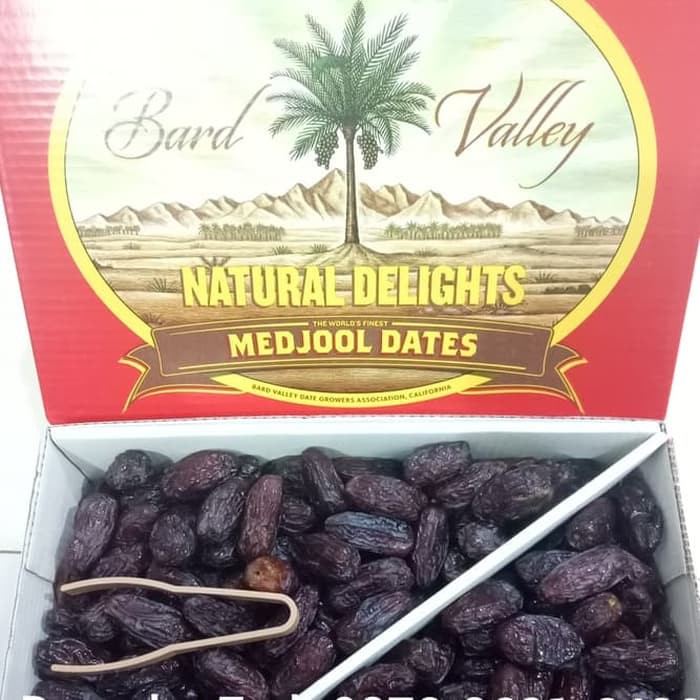 Bard Valley
NATURAL DELIGHTS
THE WORLD'S FINEST
MEDJOOL DATES
BARD VALLEY DATE GROWERS ASSOCIATION, CALIFORNIA